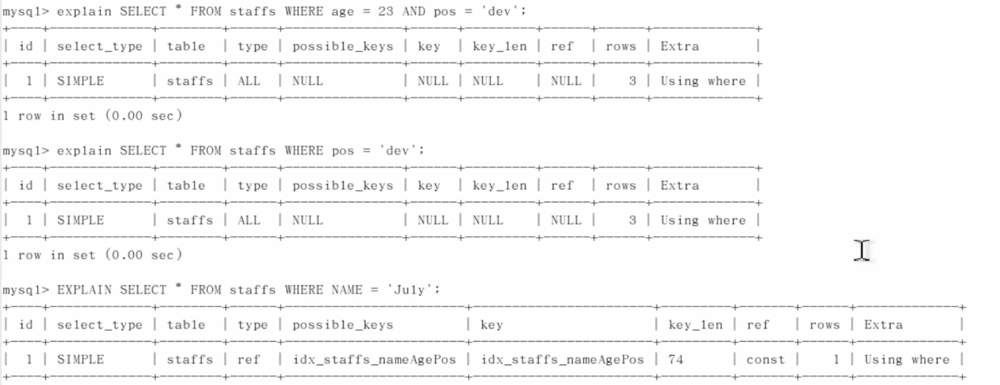 mysql> explain SELECT * FROM staffs WHERE age = 23 AND pos = 'dev';
+----+-------------+--------+------+---------------+------+---------+------+------+-------------+
| id | select_type | table  | type | possible_keys | key  | key_len | ref  | rows | Extra       |
+----+-------------+--------+------+---------------+------+---------+------+------+-------------+
|  1 | SIMPLE      | staffs | ALL  | NULL          | NULL | NULL    | NULL |    3 | Using where |
+----+-------------+--------+------+---------------+------+---------+------+------+-------------+
1 row in set (0.00 sec)
mysql> explain SELECT * FROM staffs WHERE pos = 'dev';
+----+-------------+--------+------+---------------+------+---------+------+------+-------------+
| id | select_type | table  | type | possible_keys | key  | key_len | ref  | rows | Extra       |
+----+-------------+--------+------+---------------+------+---------+------+------+-------------+
|  1 | SIMPLE      | staffs | ALL  | NULL          | NULL | NULL    | NULL |    3 | Using where |
+----+-------------+--------+------+---------------+------+---------+------+------+-------------+
1 row in set (0.00 sec)
mysql> EXPLAIN SELECT * FROM staffs WHERE NAME = 'July';
+----+-------------+--------+------+-----------------------+-----------------------+---------+-------+------+-------------+
| id | select_type | table  | type | possible_keys         | key                   | key_len | ref   | rows | Extra       |
+----+-------------+--------+------+-----------------------+-----------------------+---------+-------+------+-------------+
|  1 | SIMPLE      | staffs | ref  | idx_staffs_nameAgePos | idx_staffs_nameAgePos | 74      | const |    1 | Using where |
+----+-------------+--------+------+-----------------------+-----------------------+---------+-------+------+-------------+